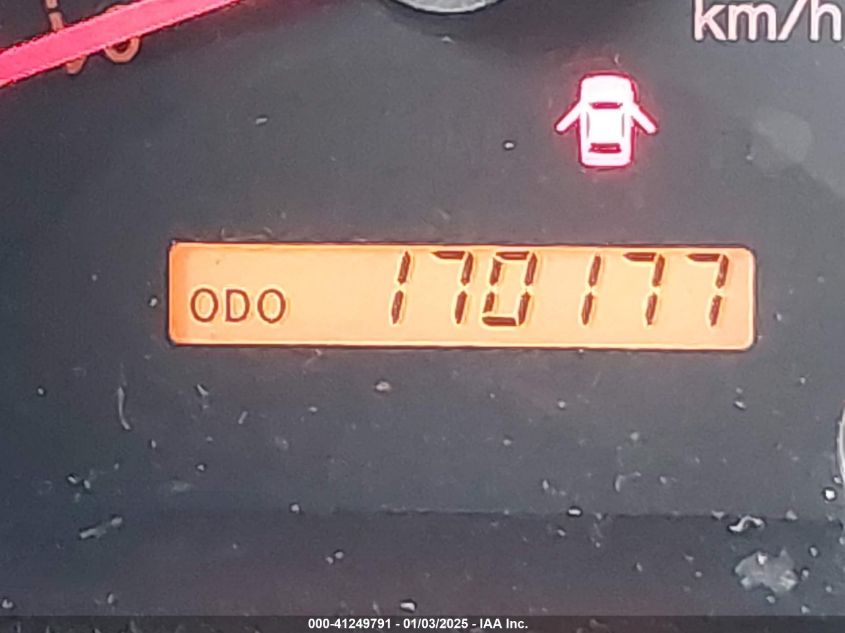 km/h
ODO 170177
000-41249791 - 01/03/2025 - IAA Inc.